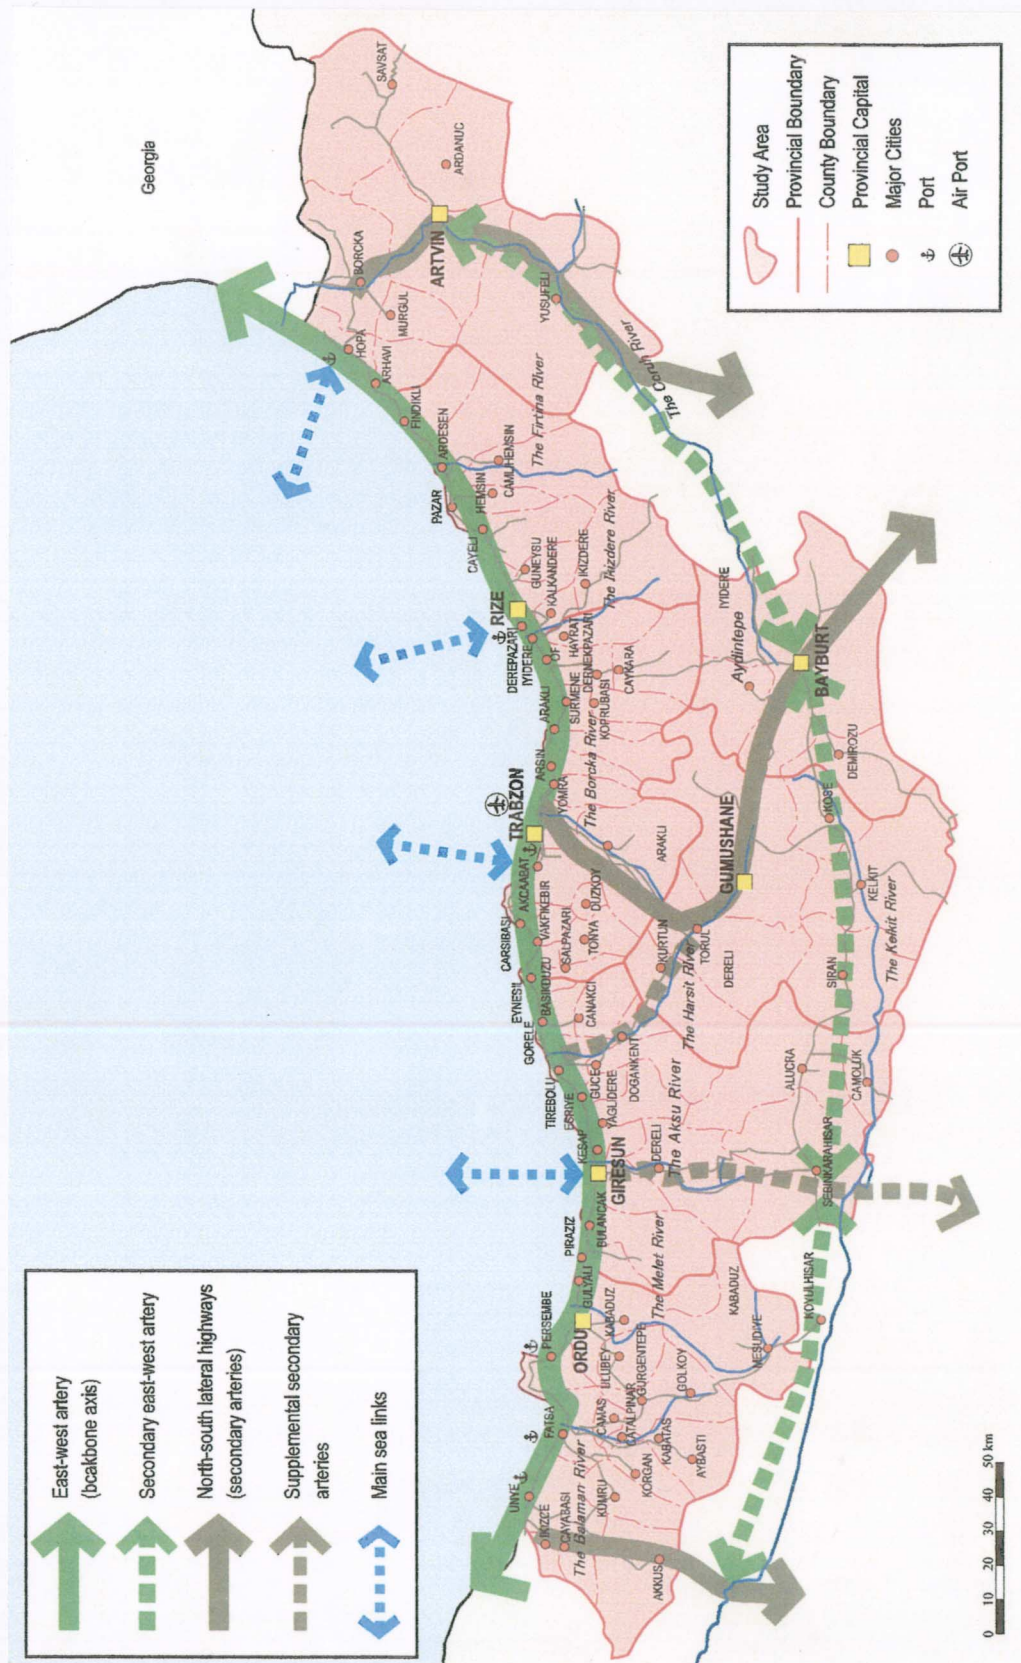 East-west artery
(bcakbone axis)
Secondary east-west artery
North-south lateral highways
(secondary arteries)
Supplemental secondary
arteries
Main sea links
Georgia
Study Area
Provincial Boundary
County Boundary
Provincial Capital
Major Cities
Port
Air Port
UNYE
IKIZCE
CAYABASI
The Balaman River
AKKUS
FATSA
KUMRU
KORGAN
CAMAS
CATALPINAR
KABATAS
AYBASTI
PERSEMBE
ORDU
ULUBEY
GURGENTEPE
GOLKOY
KABADUZ
The Melet River
MESUDIYE
KABADUZ
KOYULHISAR
GULYALI
PIRAZIZ
BULANCAK
GIRESUN
KESAP
DERELI
The Aksu River
SEBINKARAHISAR
TIREBOLU
ESRIYE
GUCE
YAGLIDERE
DOGANKENT
ALUCRA
CAMOLUK
GORELE
EYNESIL
BASIKDUZU
CANAKCI
The Harsit River
CARSIBASI
VAKFIKEBIR
SALPAZARI
TONYA
DUZKOY
KURTUN
TORUL
DERELI
SIRAN
The Kelkit River
AKCAABAT
TRABZON
YOMRA
ARSIN
The Borcka River
ARAKLI
GUMUSHANE
KELKIT
KOSE
ARAKLI
SURMENE
KOPRUBASI
DERNEKPAZARI
CAYKARA
HAYRAT
OF
IYIDERE
DEREPAZARI
RIZE
GUNEYSU
KALKANDERE
IKIZDERE
The Ikizdere River
Aydintepe
IYIDERE
BAYBURT
DEMIROZU
CAYELI
PAZAR
HEMSIN
CAMLIHEMSIN
ARDESEN
The Firtina River
FINDIKLI
ARHAVI
HOPA
MURGUL
BORCKA
ARTVIN
YUSUFELI
The Coruh River
ARDANUC
SAVSAT
0 10 20 30 40 50 km